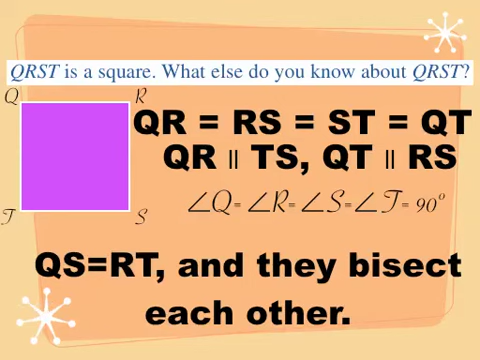 QRST is a square. What else do you know about QRST?
Q
R
QR = RS = ST = QT
QR || TS, QT || RS
∠Q= ∠R= ∠S= ∠T= 90°
T
S
QS=RT, and they bisect
each other.